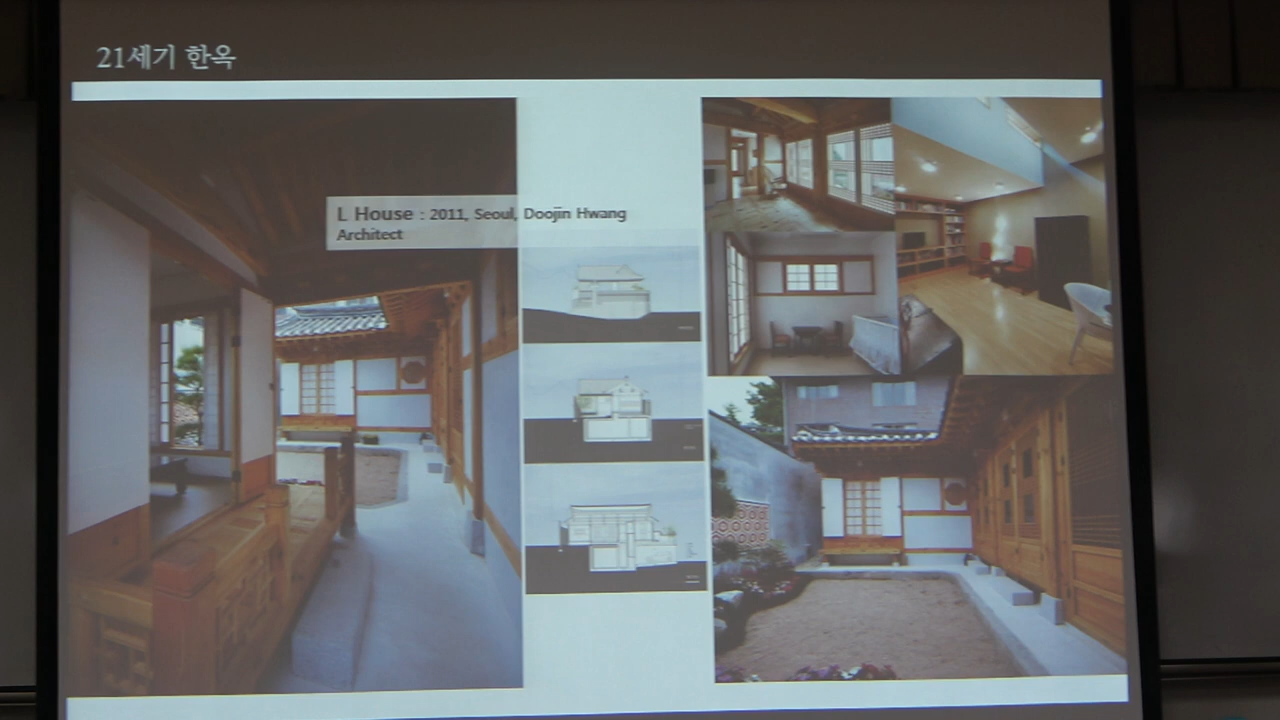 21세기 한옥
L House : 2011, Seoul, Doojin Hwang
Architect